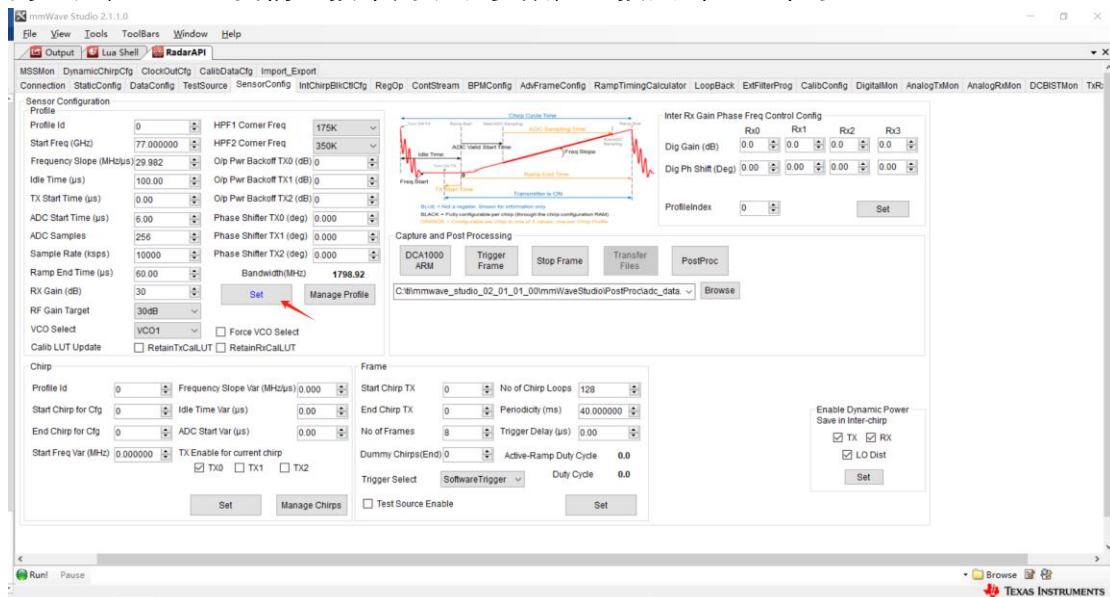 mmWave Studio 2.1.1.0
File View Tools ToolBars Window Help
Output Lua Shell RadarAPI
MSSMon DynamicChirpCfg ClockOutCfg CalibDataCfg Import_Export
Connection StaticConfig DataConfig TestSource SensorConfig IntChirpBlkCtlCfg RegOp ContStream BPMConfig AdvFrameConfig RampTimingCalculator LoopBack ExtFilterProg CalibConfig DigitalMon AnalogTxMon AnalogRxMon DCBISTMon TxR
Sensor Configuration
Profile
Profile Id 0 HPF1 Corner Freq 175K
Start Freq (GHz) 77.000000 HPF2 Corner Freq 350K
Frequency Slope (MHz/µs) 29.982 O/p Pwr Backoff TX0 (dB) 0
Idle Time (µs) 100.00 O/p Pwr Backoff TX1 (dB) 0
TX Start Time (µs) 0.00 O/p Pwr Backoff TX2 (dB) 0
ADC Start Time (µs) 6.00 Phase Shifter TX0 (deg) 0.000
ADC Samples 256 Phase Shifter TX1 (deg) 0.000
Sample Rate (ksps) 10000 Phase Shifter TX2 (deg) 0.000
Ramp End Time (µs) 60.00 Bandwidth(MHz) 1798.92
RX Gain (dB) 30 Set Manage Profile
RF Gain Target 30dB
VCO Select VCO1 Force VCO Select
Calib LUT Update RetainTxCalLUT RetainRxCalLUT
Chirp Cycle Time
ADC Sampling Time
Idle Time ADC Valid Start Time Freq Slope
Freq Start Ramp End Time
TX Start Time
Transmitter is ON
BLUE = Not a register. Shown for information only.
BLACK = Fully configurable per chirp (through the chirp configuration RAM)
Inter Rx Gain Phase Freq Control Config
Rx0 Rx1 Rx2 Rx3
Dig Gain (dB) 0.0 0.0 0.0 0.0
Dig Ph Shift (Deg) 0.00 0.00 0.00 0.00
ProfileIndex 0 Set
Capture and Post Processing
DCA1000 ARM Trigger Frame Stop Frame Transfer Files PostProc
C:\ti\mmwave_studio_02_01_01_00\mmWaveStudio\PostProc\adc_data. Browse
Chirp
Profile Id 0 Frequency Slope Var (MHz/µs) 0.000
Start Chirp for Cfg 0 Idle Time Var (µs) 0.00
End Chirp for Cfg 0 ADC Start Var (µs) 0.00
Start Freq Var (MHz) 0.000000 TX Enable for current chirp
TX0 TX1 TX2
Set Manage Chirps
Frame
Start Chirp TX 0 No of Chirp Loops 128
End Chirp TX 0 Periodicity (ms) 40.000000
No of Frames 8 Trigger Delay (µs) 0.00
Dummy Chirps(End) 0 Active-Ramp Duty Cycle 0.0
Trigger Select SoftwareTrigger Duty Cycle 0.0
Test Source Enable Set
Enable Dynamic Power
Save in Inter-chirp
TX RX
LO Dist
Set
Run! Pause Browse
TEXAS INSTRUMENTS